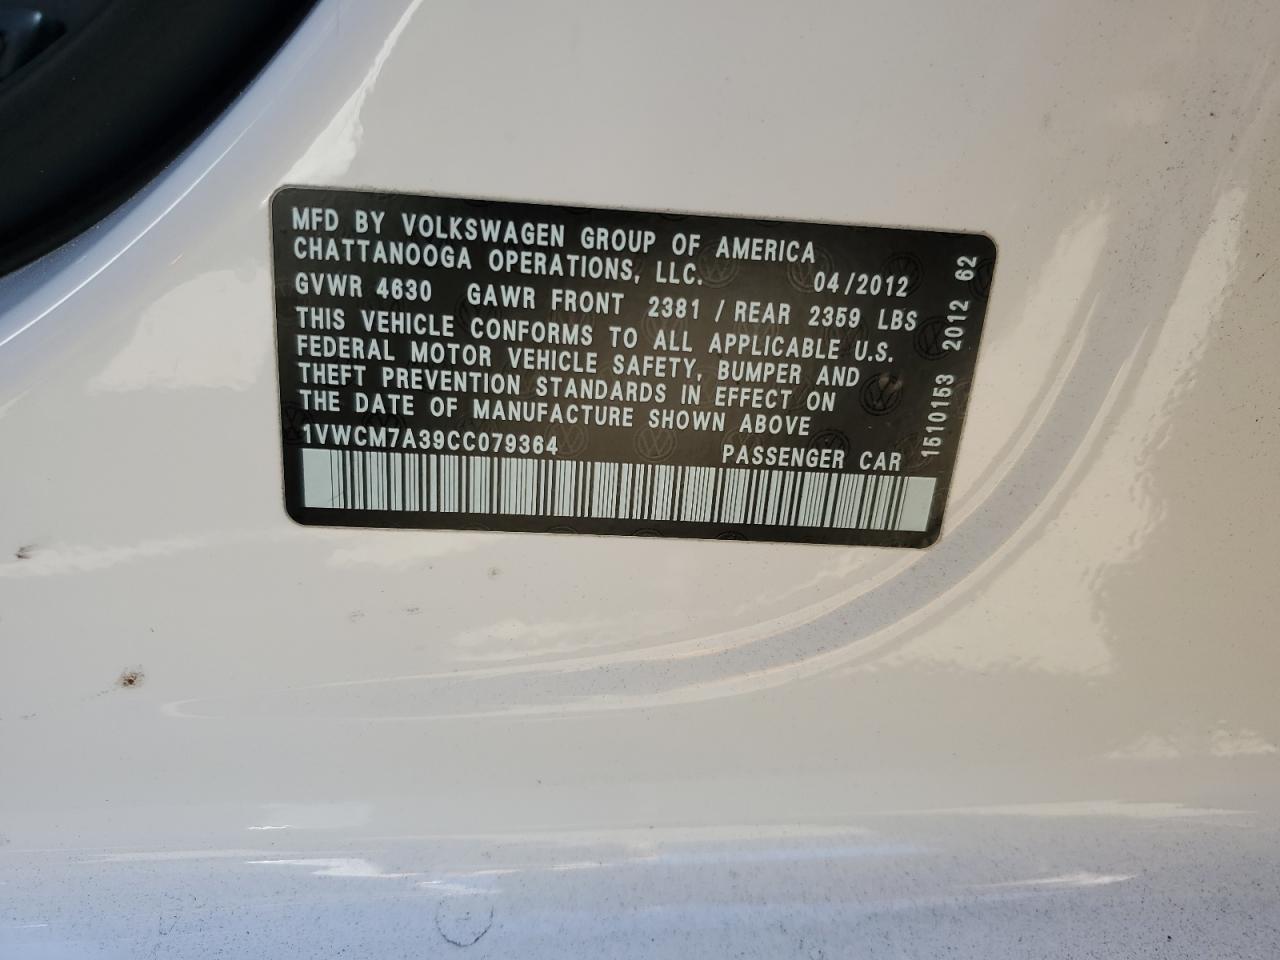 MFD BY VOLKSWAGEN GROUP OF AMERICA
CHATTANOOGA OPERATIONS, LLC. 04/2012
GVWR 4630 GAWR FRONT 2381 / REAR 2359 LBS
THIS VEHICLE CONFORMS TO ALL APPLICABLE U.S.
FEDERAL MOTOR VEHICLE SAFETY, BUMPER AND
THEFT PREVENTION STANDARDS IN EFFECT ON
THE DATE OF MANUFACTURE SHOWN ABOVE
1VWCM7A39CC079364 PASSENGER CAR
1510153 2012 62